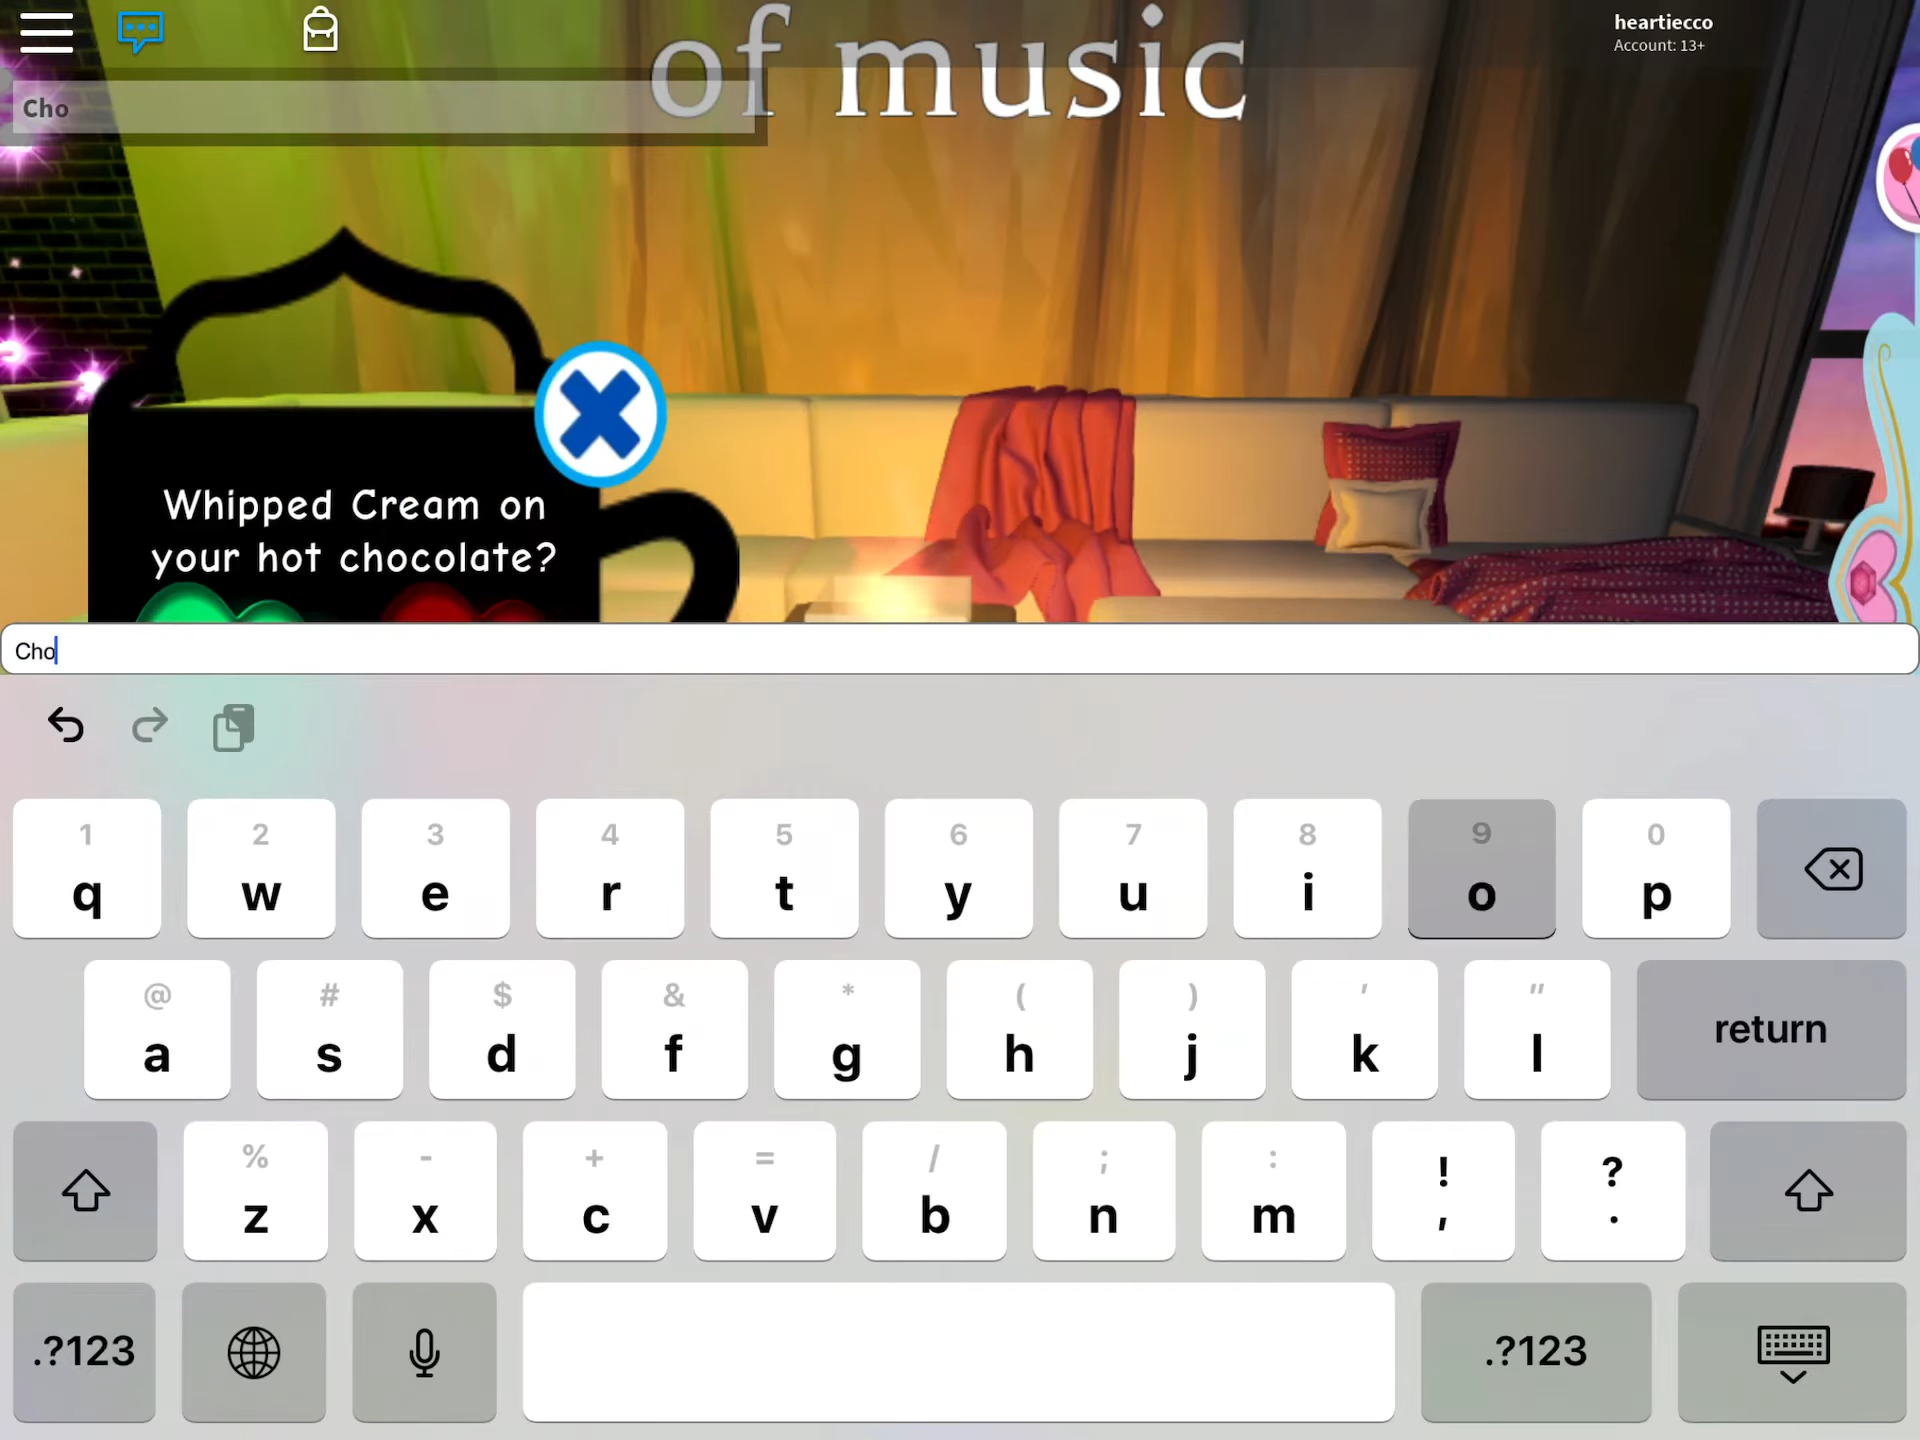 of music
heartiecco
Account: 13+
Cho
Whipped Cream on
your hot chocolate?
Cho
1 2 3 4 5 6 7 8 9 0
q w e r t y u i o p
@ # $ & * ( ) ' "
a s d f g h j k l return
% - + = / ; : ! ?
z x c v b n m , .
.?123 .?123